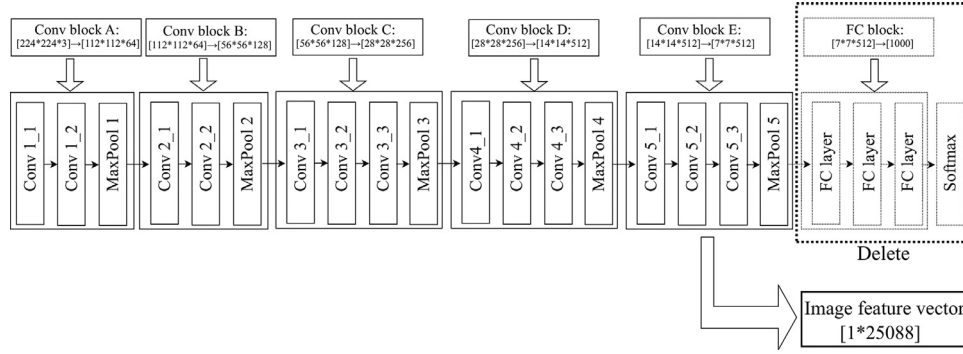 Conv block A:
[224*224*3]→[112*112*64]
Conv block B:
[112*112*64]→[56*56*128]
Conv block C:
[56*56*128]→[28*28*256]
Conv block D:
[28*28*256]→[14*14*512]
Conv block E:
[14*14*512]→[7*7*512]
FC block:
[7*7*512]→[1000]
Conv 1_1
Conv 1_2
MaxPool 1
Conv 2_1
Conv 2_2
MaxPool 2
Conv 3_1
Conv 3_2
Conv 3_3
MaxPool 3
Conv4_1
Conv 4_2
Conv 4_3
MaxPool 4
Conv 5_1
Conv 5_2
Conv 5_3
MaxPool 5
FC layer
FC layer
FC layer
Softmax
Delete
Image feature vector
[1*25088]